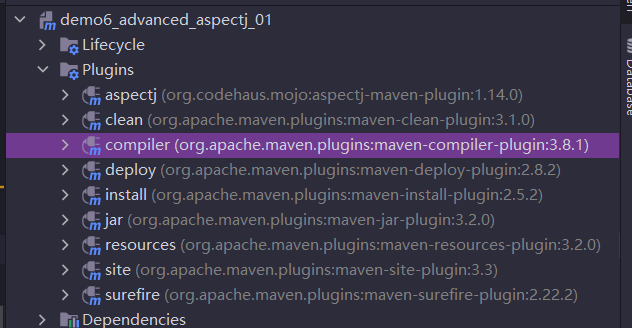 demo6_advanced_aspectj_01
Lifecycle
Plugins
aspectj (org.codehaus.mojo:aspectj-maven-plugin:1.14.0)
clean (org.apache.maven.plugins:maven-clean-plugin:3.1.0)
compiler (org.apache.maven.plugins:maven-compiler-plugin:3.8.1)
deploy (org.apache.maven.plugins:maven-deploy-plugin:2.8.2)
install (org.apache.maven.plugins:maven-install-plugin:2.5.2)
jar (org.apache.maven.plugins:maven-jar-plugin:3.2.0)
resources (org.apache.maven.plugins:maven-resources-plugin:3.2.0)
site (org.apache.maven.plugins:maven-site-plugin:3.3)
surefire (org.apache.maven.plugins:maven-surefire-plugin:2.22.2)
Dependencies
Database